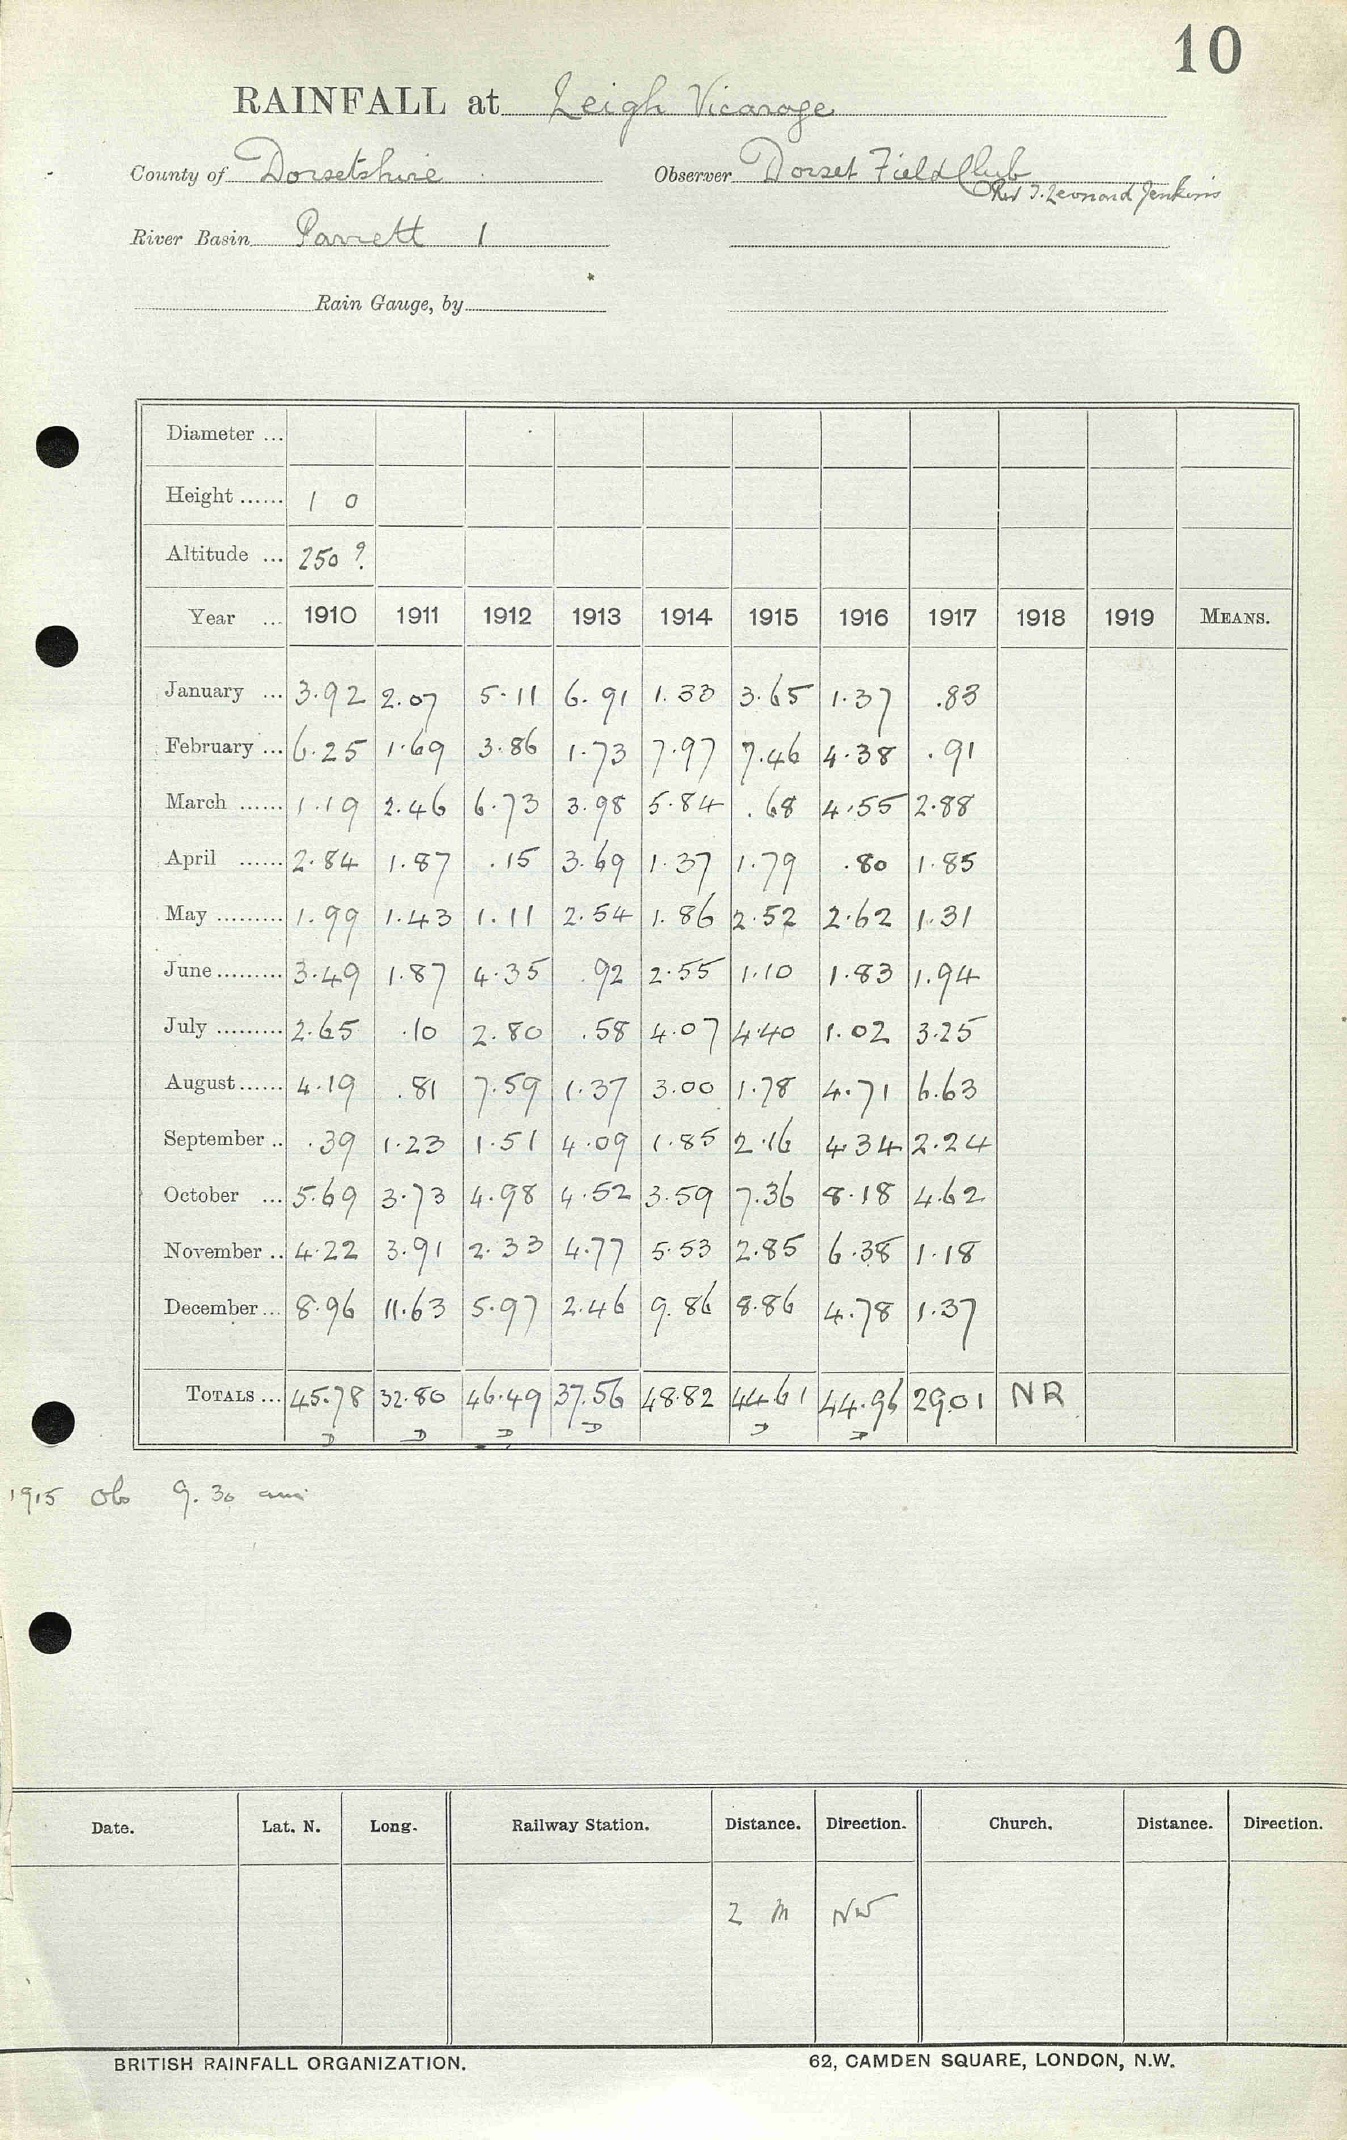 10
RAINFALL at Leigh Vicarage
County of Dorsetshire Observer Dorset Field Club
Rev J. Leonard Jenkins
River Basin Parrett 1
Rain Gauge, by
Diameter ...
Height ...... 1 0
Altitude ... 250 ?
Year ... 1910 1911 1912 1913 1914 1915 1916 1917 1918 1919 MEANS.
January ... 3.92 2.07 5.11 6.91 1.33 3.65 1.37 .83
February ... 6.25 1.69 3.86 1.73 7.97 7.46 4.38 .91
March ...... 1.19 2.46 6.73 3.98 5.84 .68 4.55 2.88
April ...... 2.84 1.87 .15 3.69 1.37 1.79 .80 1.85
May ......... 1.99 1.43 1.11 2.54 1.86 2.52 2.62 1.31
June ......... 3.49 1.87 4.35 .92 2.55 1.10 1.83 1.94
July ......... 2.65 .10 2.80 .58 4.07 4.40 1.02 3.25
August ...... 4.19 .81 7.59 1.37 3.00 1.78 4.71 6.63
September .. .39 1.23 1.51 4.09 1.85 2.16 4.34 2.24
October ... 5.69 3.73 4.98 4.52 3.59 7.36 8.18 4.62
November .. 4.22 3.91 2.33 4.77 5.53 2.85 6.38 1.18
December ... 8.96 11.63 5.97 2.46 9.86 8.86 4.78 1.37
TOTALS ... 45.78 32.80 46.49 37.56 48.82 44.61 44.96 29.01 NR
D D D D D D
1915 Obs 9.30 am
Date. Lat. N. Long. Railway Station. Distance. Direction. Church. Distance. Direction.
2 m NW
BRITISH RAINFALL ORGANIZATION. 62, CAMDEN SQUARE, LONDON, N.W.